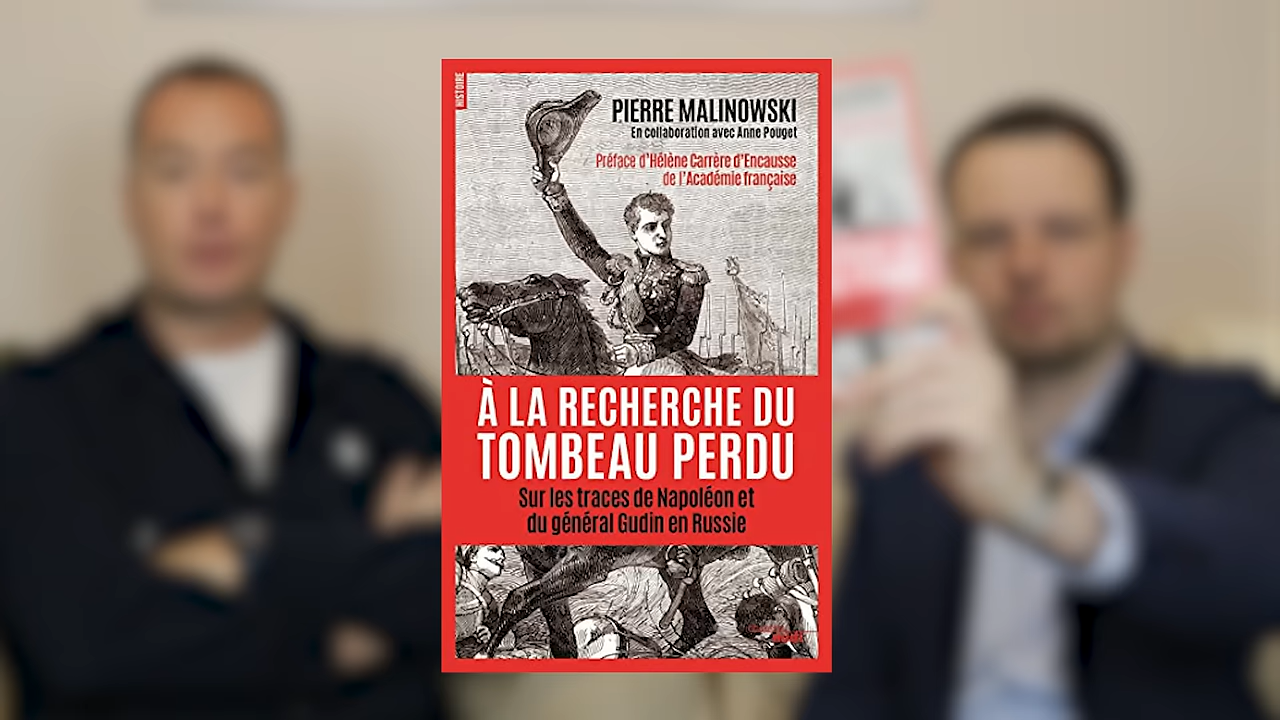 HISTOIRE
PIERRE MALINOWSKI
En collaboration avec Anne Pouget
Préface d'Hélène Carrère d'Encausse
de l'Académie française
À LA RECHERCHE DU
TOMBEAU PERDU
Sur les traces de Napoléon et
du général Gudin en Russie